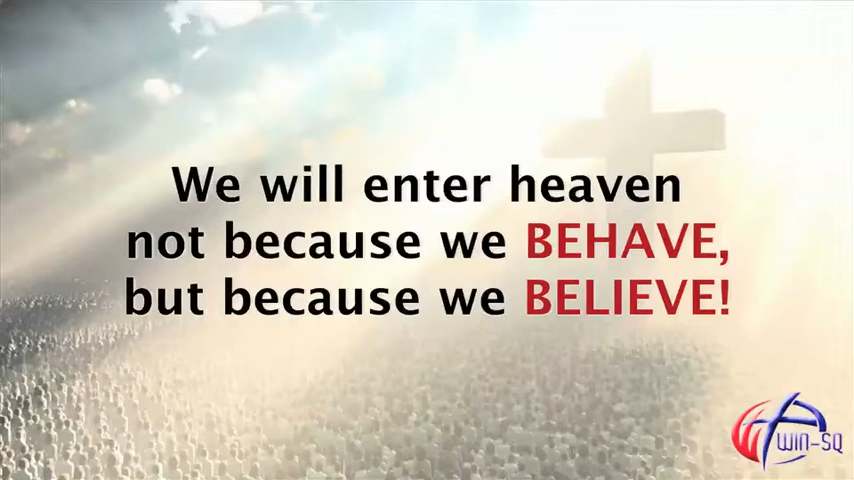 We will enter heaven
not because we BEHAVE,
but because we BELIEVE!
WIN-SQ